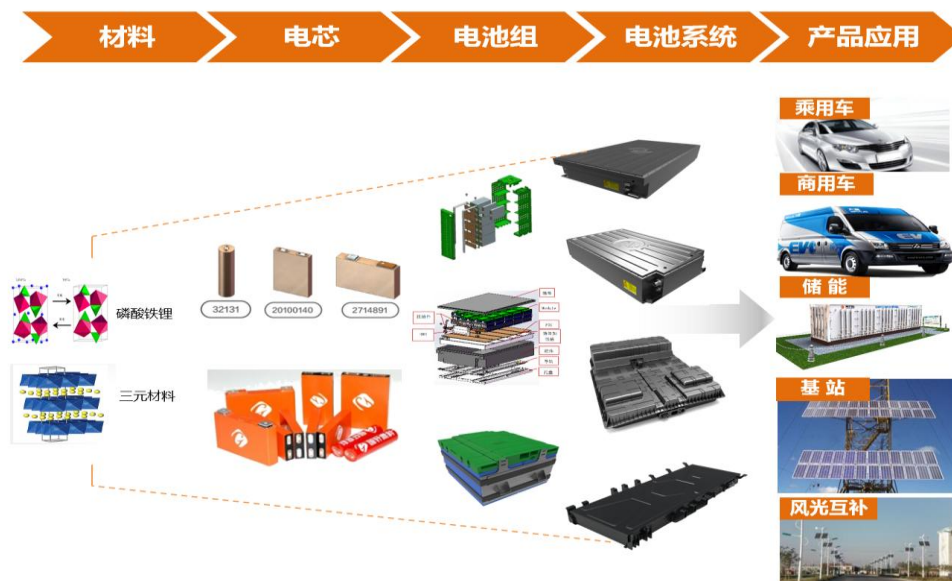 材料
电芯
电池组
电池系统
产品应用
乘用车
商用车
储能
基站
风光互补
磷酸铁锂
三元材料
32131
20100140
2714891
EV